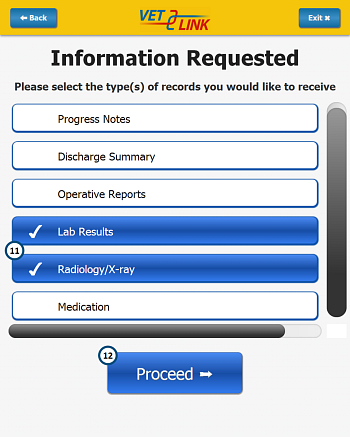 Back
VET LINK
Exit ✖
Information Requested
Please select the type(s) of records you would like to receive
Progress Notes
Discharge Summary
Operative Reports
Lab Results
11
Radiology/X-ray
Medication
12
Proceed